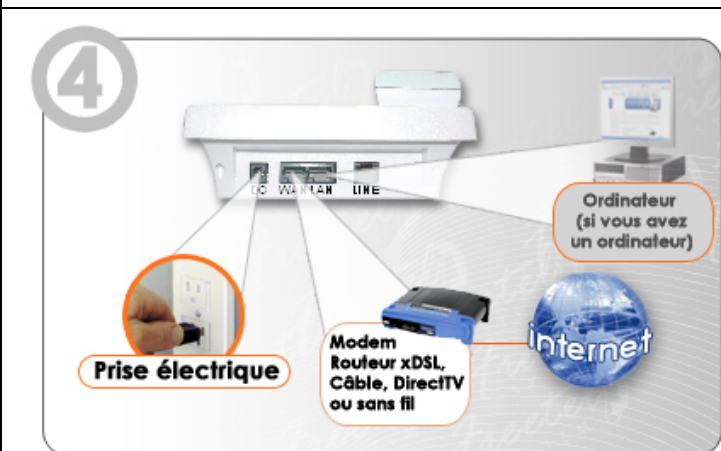 4
DC WAN LAN LINE
Ordinateur
(si vous avez
un ordinateur)
Prise électrique
Modem
Routeur xDSL,
Câble, DirectTV
ou sans fil
internet